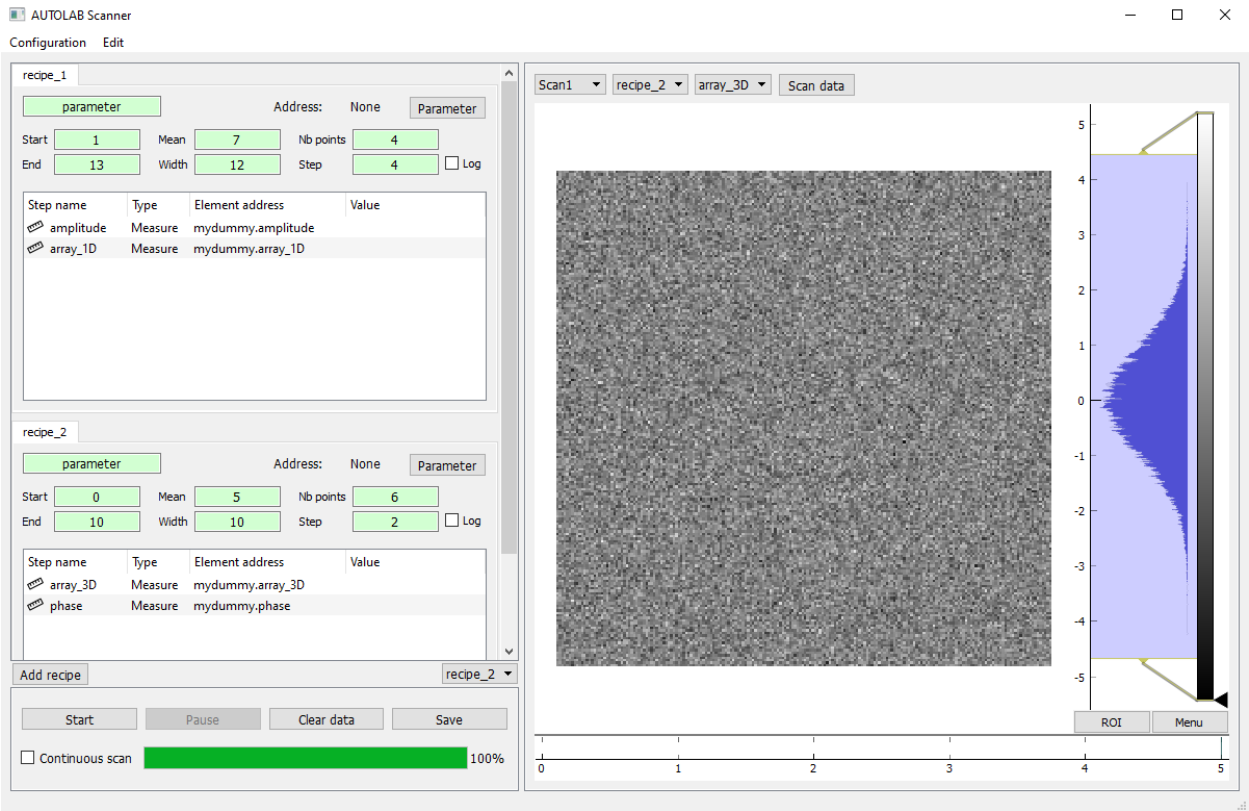 AUTOLAB Scanner
Configuration Edit
recipe_1
parameter Address: None Parameter
Start 1 Mean 7 Nb points 4
End 13 Width 12 Step 4 Log
Step name Type Element address Value
amplitude Measure mydummy.amplitude
array_1D Measure mydummy.array_1D
recipe_2
parameter Address: None Parameter
Start 0 Mean 5 Nb points 6
End 10 Width 10 Step 2 Log
Step name Type Element address Value
array_3D Measure mydummy.array_3D
phase Measure mydummy.phase
Add recipe recipe_2
Start Pause Clear data Save
Continuous scan 100%
Scan1 recipe_2 array_3D Scan data
5
4
3
2
1
0
-1
-2
-3
-4
-5
ROI Menu
0 1 2 3 4 5